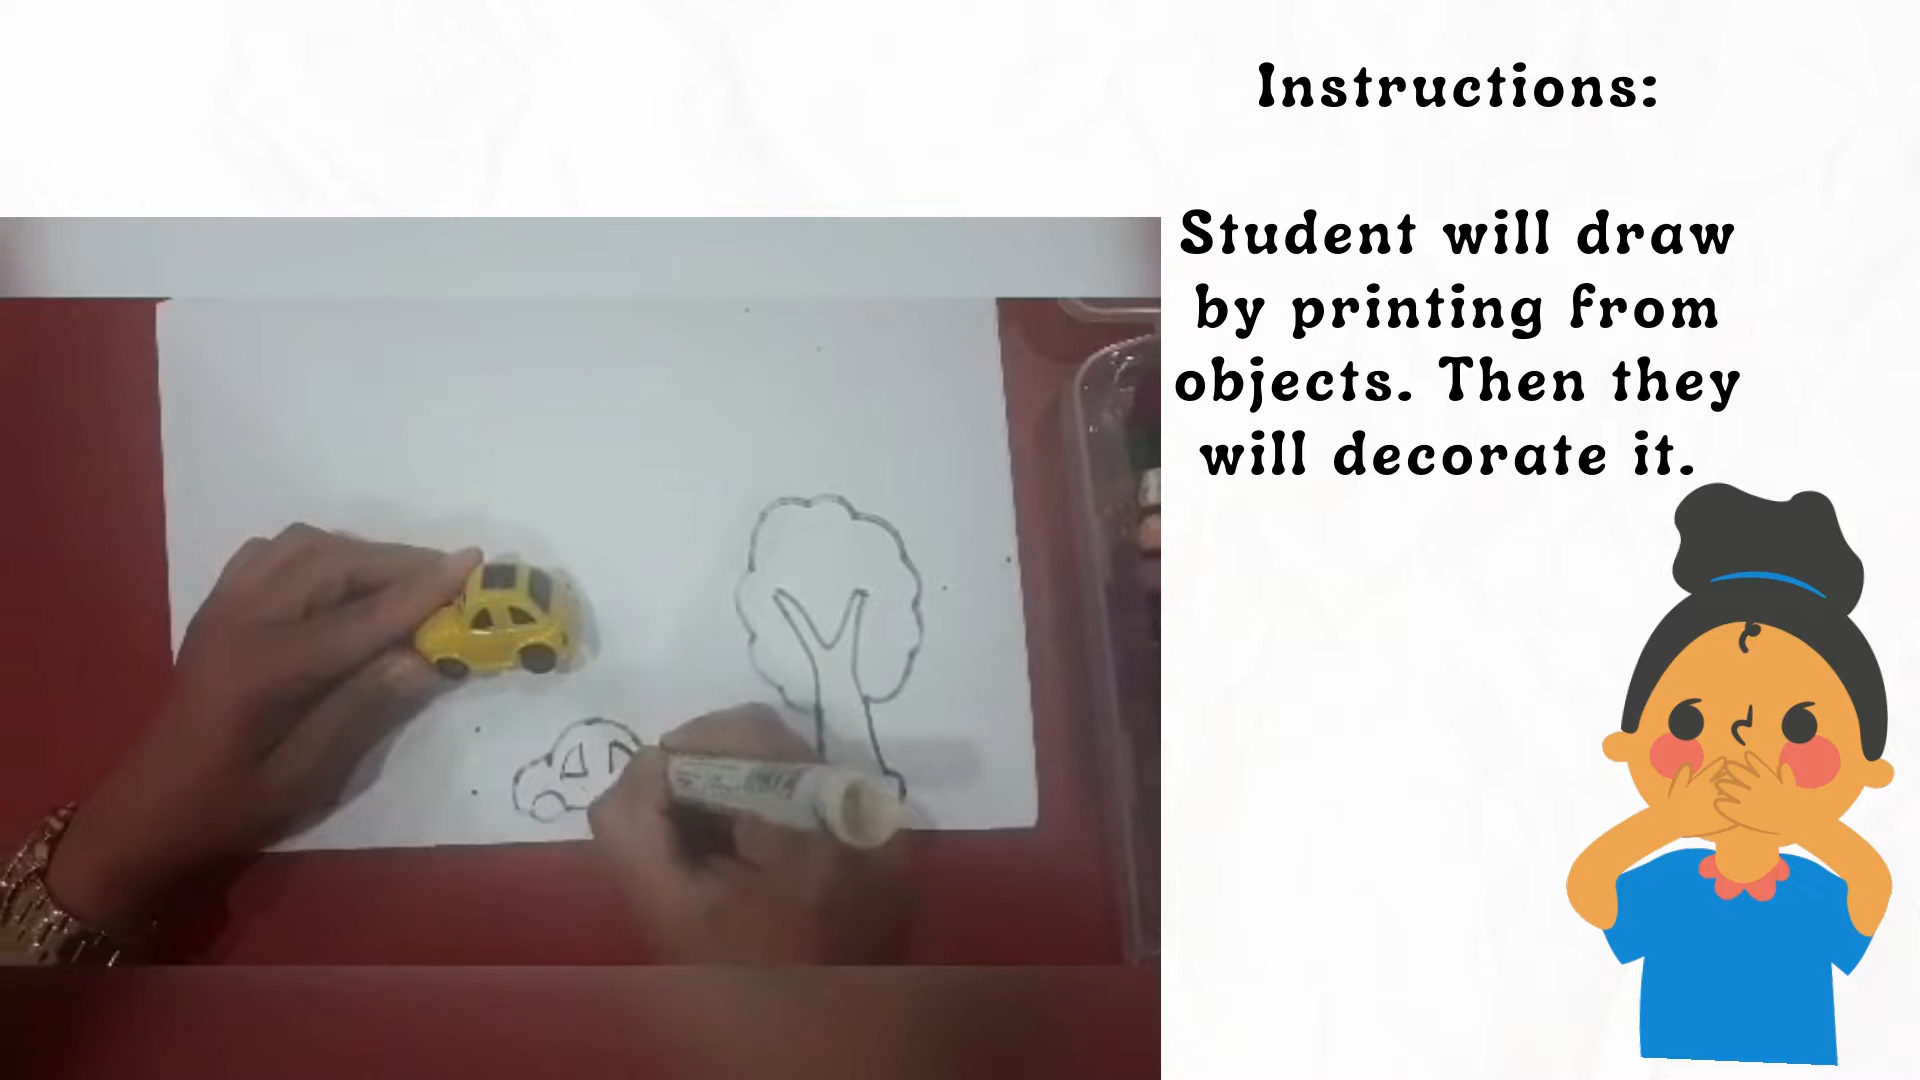 Instructions:
Student will draw
by printing from
objects. Then they
will decorate it.